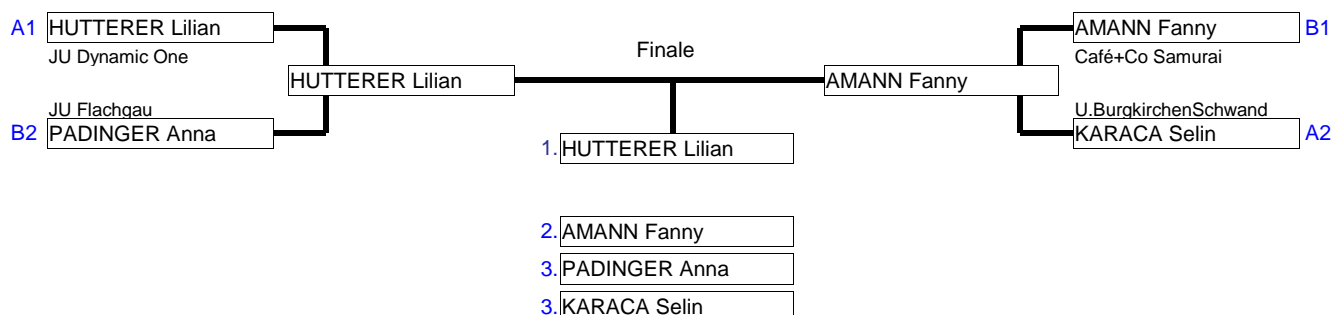 A1 HUTTERER Lilian
JU Dynamic One
HUTTERER Lilian
JU Flachgau
B2 PADINGER Anna
Finale
AMANN Fanny B1
Café+Co Samurai
AMANN Fanny
U.BurgkirchenSchwand
KARACA Selin A2
1. HUTTERER Lilian
2. AMANN Fanny
3. PADINGER Anna
3. KARACA Selin